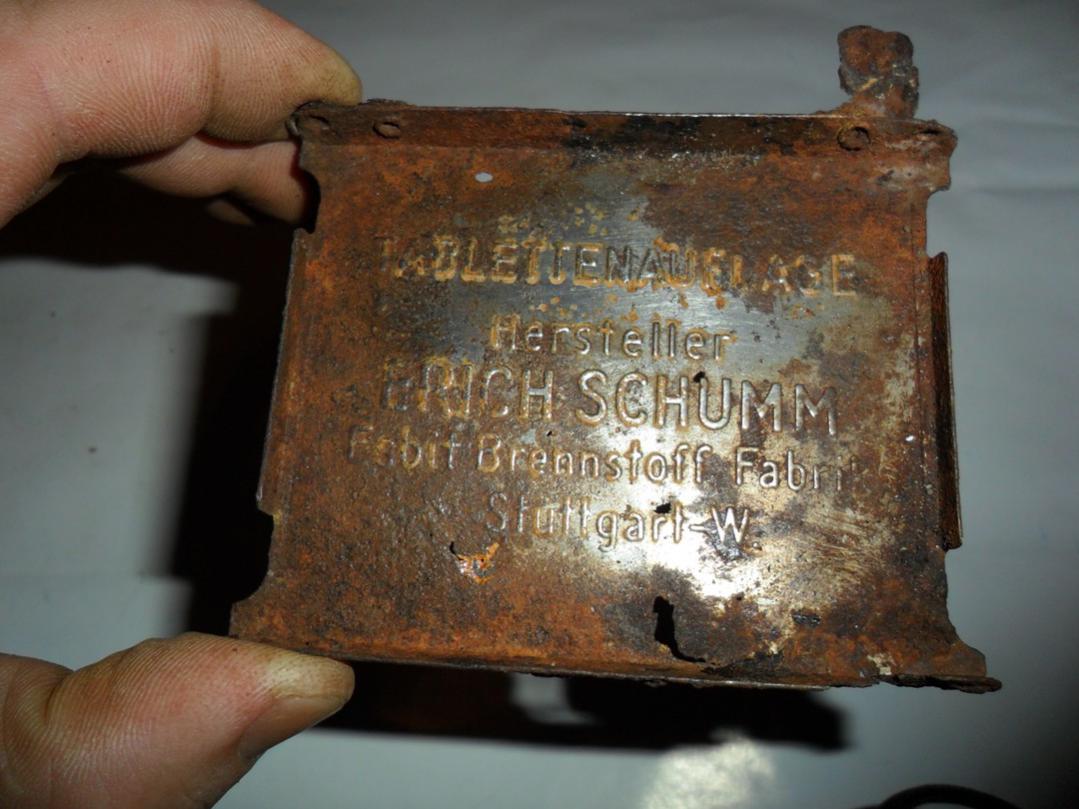 TABLETTENAUFLAGE
Hersteller
ERICH SCHUMM
Esbit Brennstoff Fabrik
Stuttgart-W.